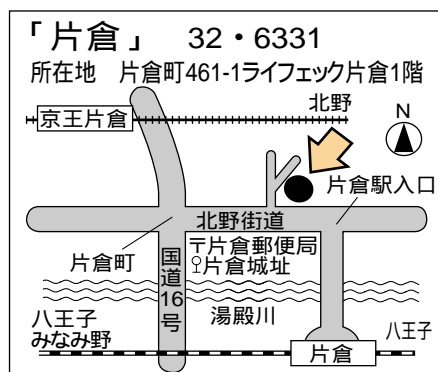 「片倉」 32・6331
所在地 片倉町461-1ライフェック片倉1階
北野
京王片倉
N
片倉駅入口
北野街道
片倉町
〒片倉郵便局
片倉城址
国道16号
湯殿川
八王子
みなみ野
八王子
片倉